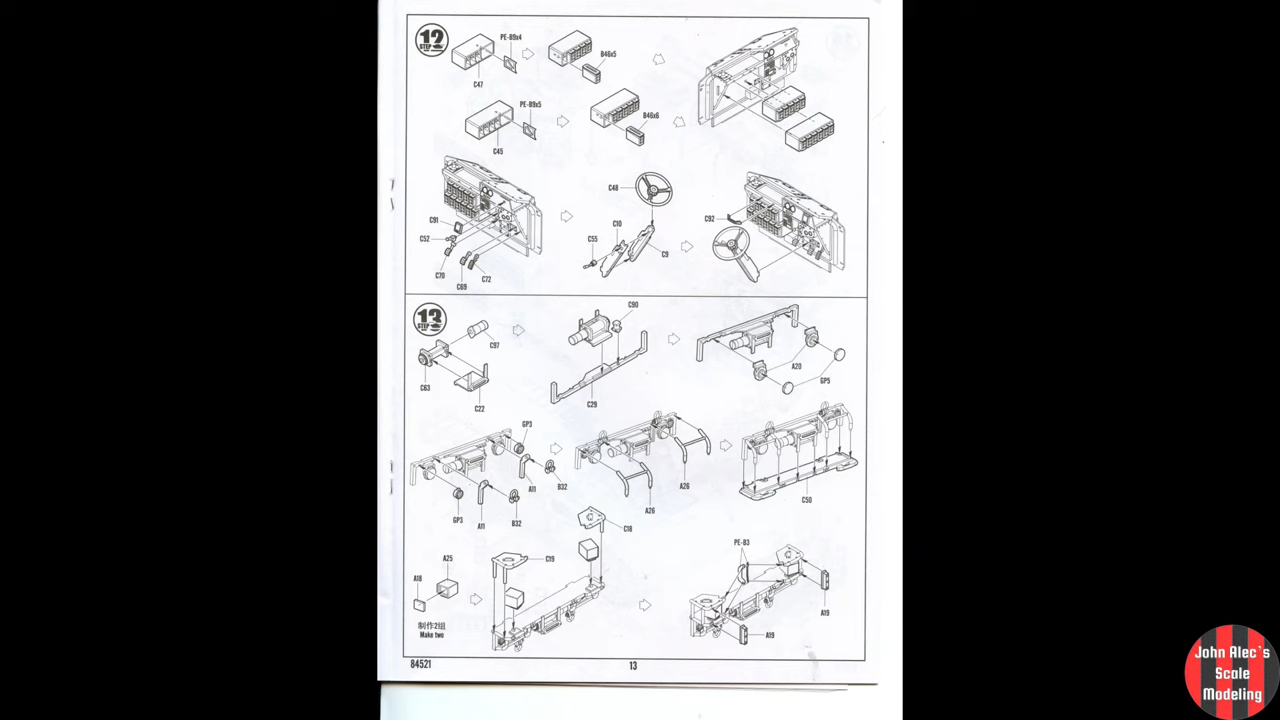 12
STEP
PE-B9x4
C47
B46x5
PE-B9x5
C45
B46x6
C91
C52
C70
C69
C72
C48
C10
C55
C9
C92
13
STEP
C97
C63
C22
C90
C29
A20
GP5
GP3
A11
B32
GP3
A11
B32
A26
A26
C50
C18
C19
A25
A18
制作2组
Make two
PE-B3
A19
A19
84521
13
John Alec's
Scale
Modeling